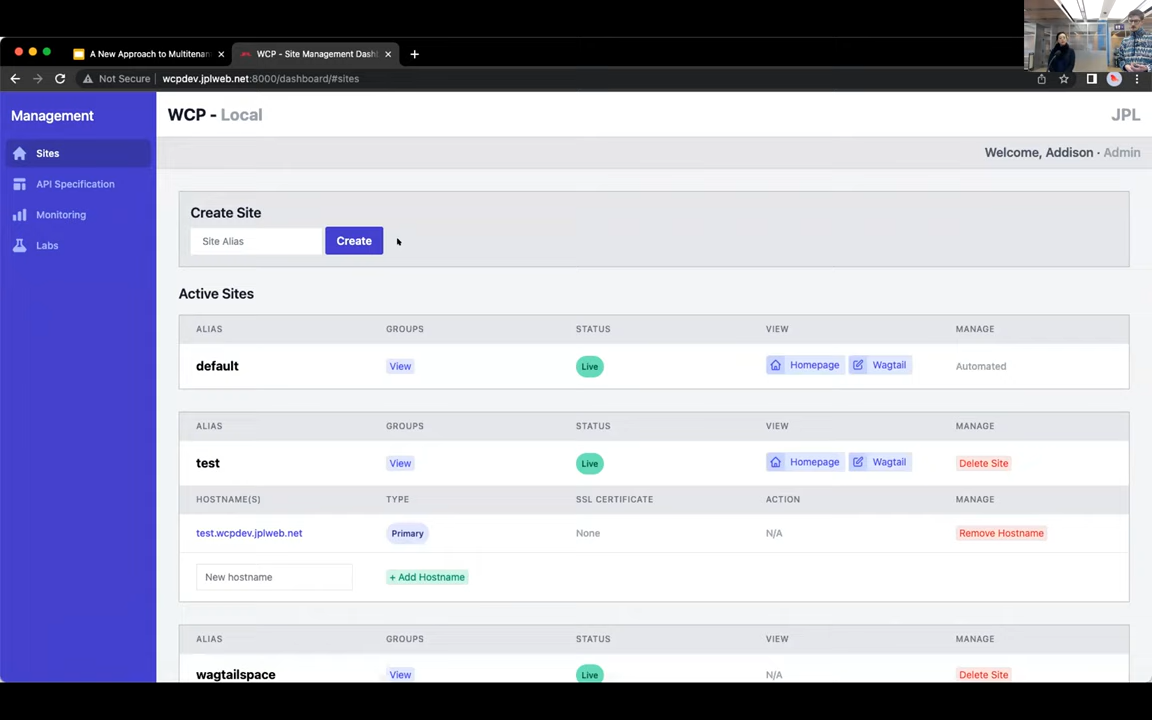 A New Approach to Multitenan
WCP - Site Management Dashb
Not Secure | wcpdev.jplweb.net:8000/dashboard/#sites
Management
WCP - Local
JPL
Welcome, Addison · Admin
Sites
API Specification
Monitoring
Labs
Create Site
Site Alias
Create
Active Sites
ALIAS GROUPS STATUS VIEW MANAGE
default View Live Homepage Wagtail Automated
ALIAS GROUPS STATUS VIEW MANAGE
test View Live Homepage Wagtail Delete Site
HOSTNAME(S) TYPE SSL CERTIFICATE ACTION MANAGE
test.wcpdev.jplweb.net Primary None N/A Remove Hostname
New hostname + Add Hostname
ALIAS GROUPS STATUS VIEW MANAGE
wagtailspace View Live N/A Delete Site